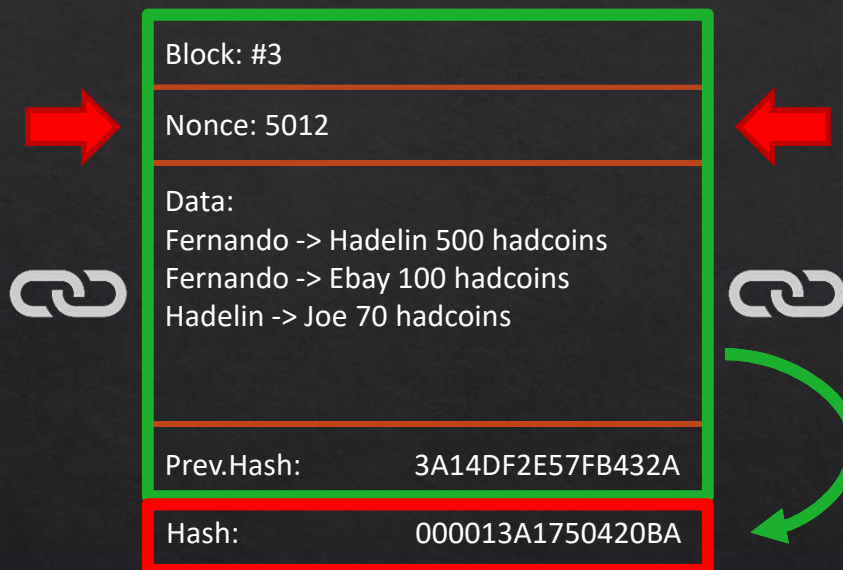 Block: #3
Nonce: 5012
Data:
Fernando -> Hadelin 500 hadcoins
Fernando -> Ebay 100 hadcoins
Hadelin -> Joe 70 hadcoins
Prev.Hash: 3A14DF2E57FB432A
Hash: 000013A1750420BA